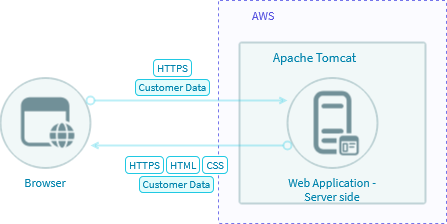 AWS
Apache Tomcat
HTTPS
Customer Data
HTTPS HTML CSS
Customer Data
Browser
Web Application -
Server side